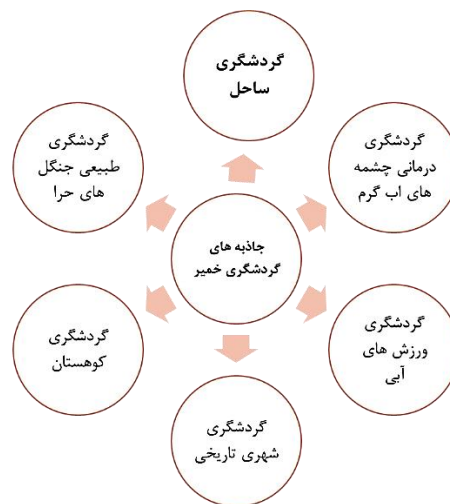 گردشگری
ساحل
گردشگری
درمانی چشمه
های اب گرم
گردشگری
ورزش های
آبی
گردشگری
شهری تاریخی
گردشگری
کوهستان
گردشگری
طبیعی جنگل
های حرا
جاذبه های
گردشگری خمیر